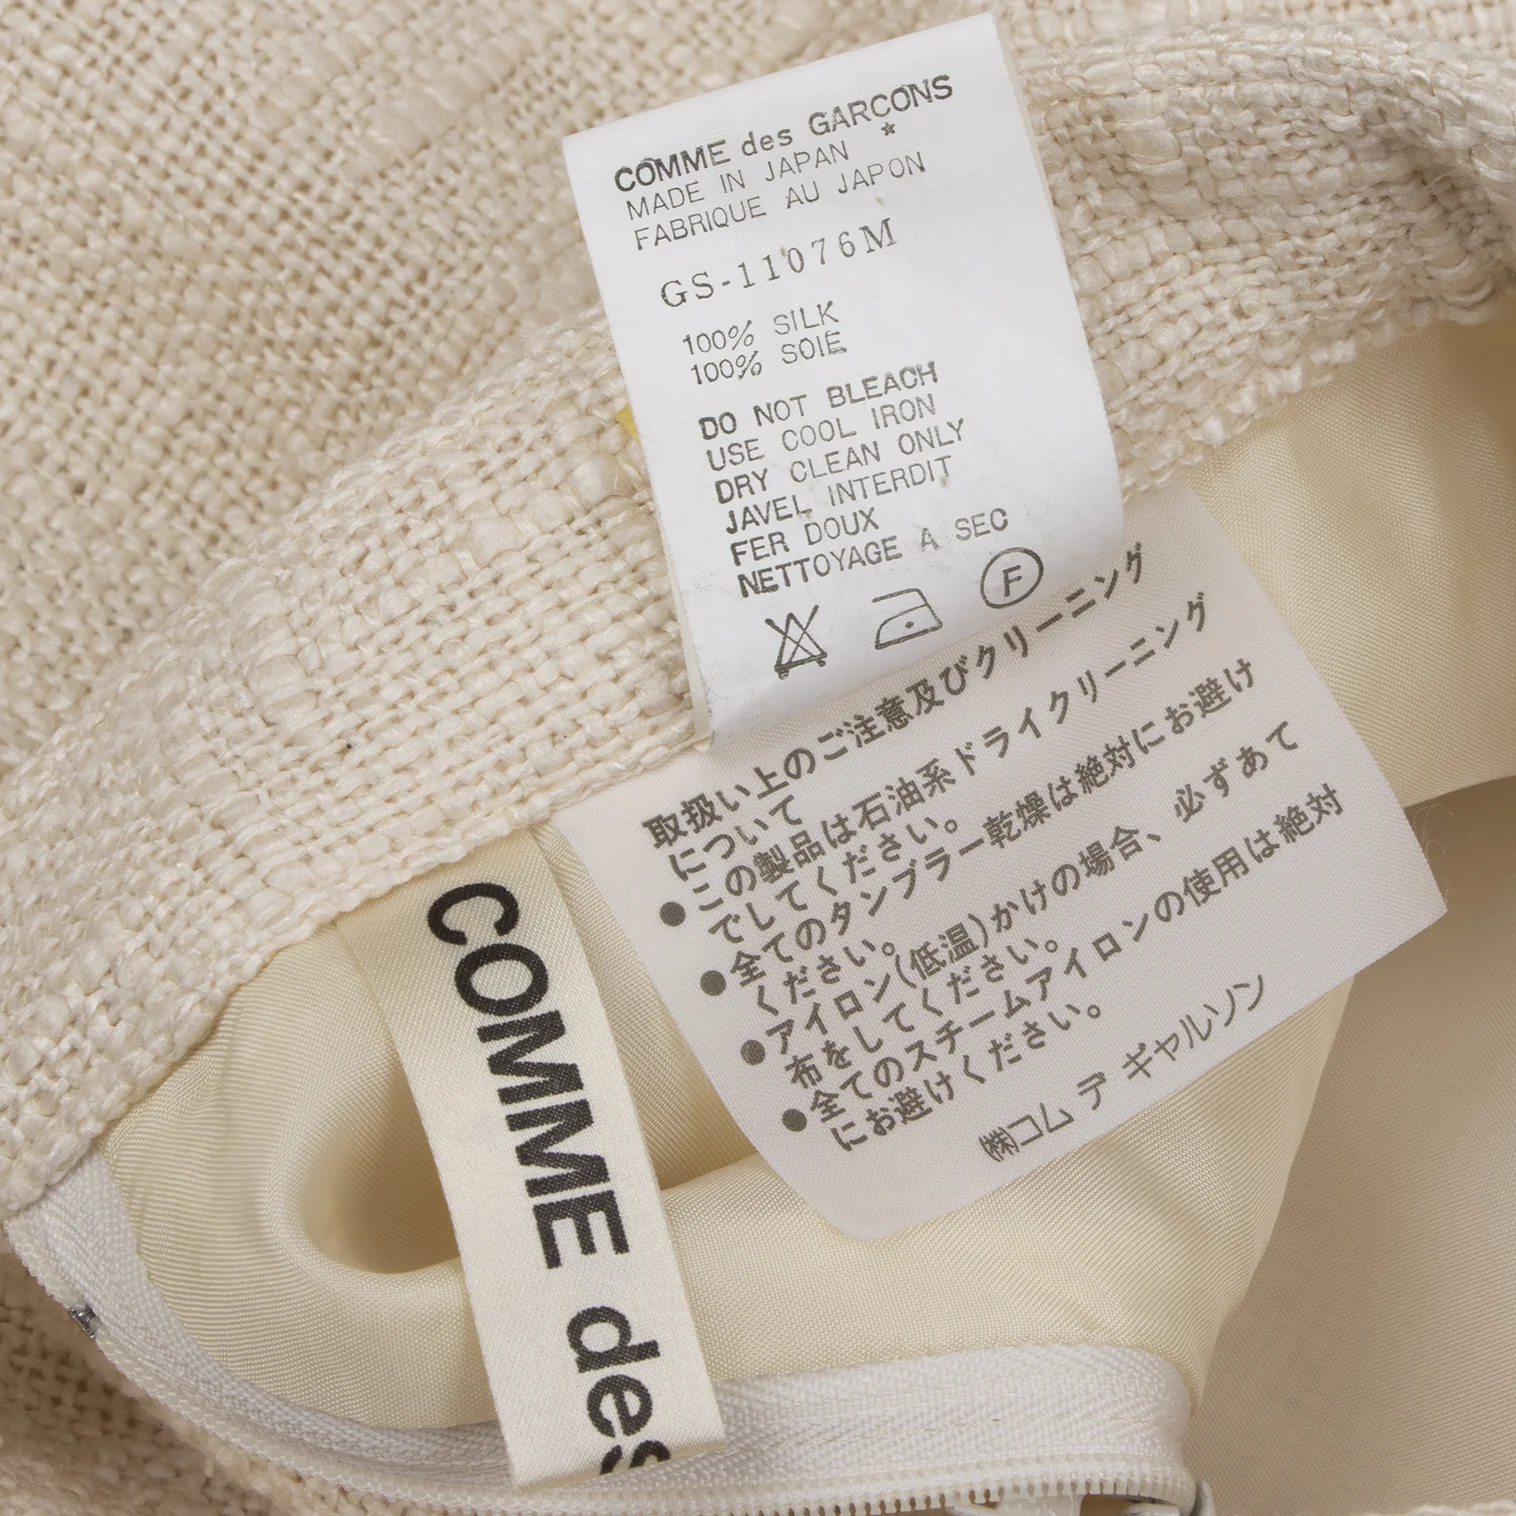 COMME des GARCONS
*
MADE IN JAPAN
FABRIQUE AU JAPON
GS-11076M
100% SILK
100% SOIE
DO NOT BLEACH
USE COOL IRON
DRY CLEAN ONLY
JAVEL INTERDIT
FER DOUX
NETTOYAGE A SEC
F
取扱い上のご注意及びクリーニング
について
●この製品は石油系ドライクリーニング
でしてください。
●全てのタンブラー乾燥は絶対にお避け
ください。
●アイロン(低温)かけの場合、必ずあて
布をしてください。
●全てのスチームアイロンの使用は絶対
にお避けください。
㈱コム デ ギャルソン
COMME des